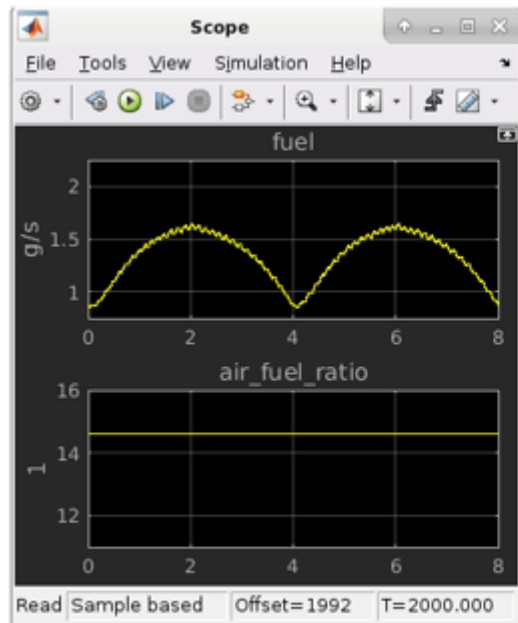 Scope
File Tools View Simulation Help
fuel
g/s
2
1.5
1
0 2 4 6 8
air_fuel_ratio
1
16
14
12
0 2 4 6 8
Read Sample based Offset=1992 T=2000.000